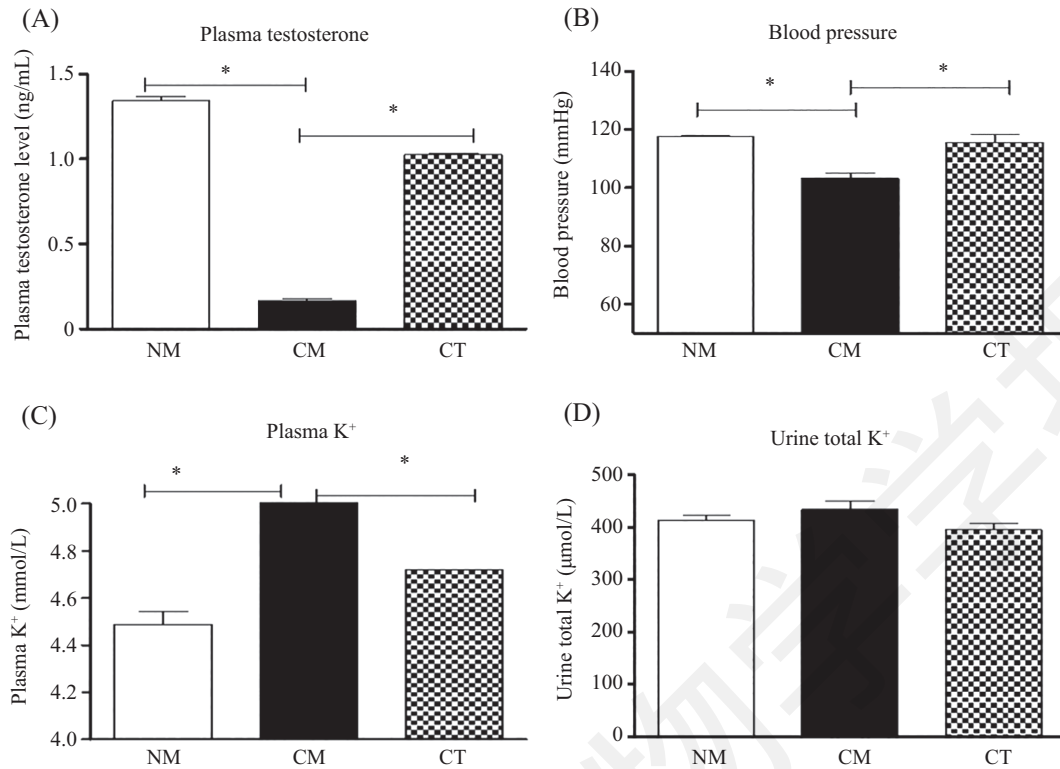 (A)
Plasma testosterone
Plasma testosterone level (ng/mL)
1.5
1.0
0.5
0
*
*
NM CM CT
(B)
Blood pressure
Blood pressure (mmHg)
140
120
100
80
60
*
*
NM CM CT
(C)
Plasma K⁺
Plasma K⁺ (mmol/L)
5.0
4.8
4.6
4.4
4.2
4.0
*
*
NM CM CT
(D)
Urine total K⁺
Urine total K⁺ (μmol/L)
500
400
300
200
100
0
NM CM CT
物学学